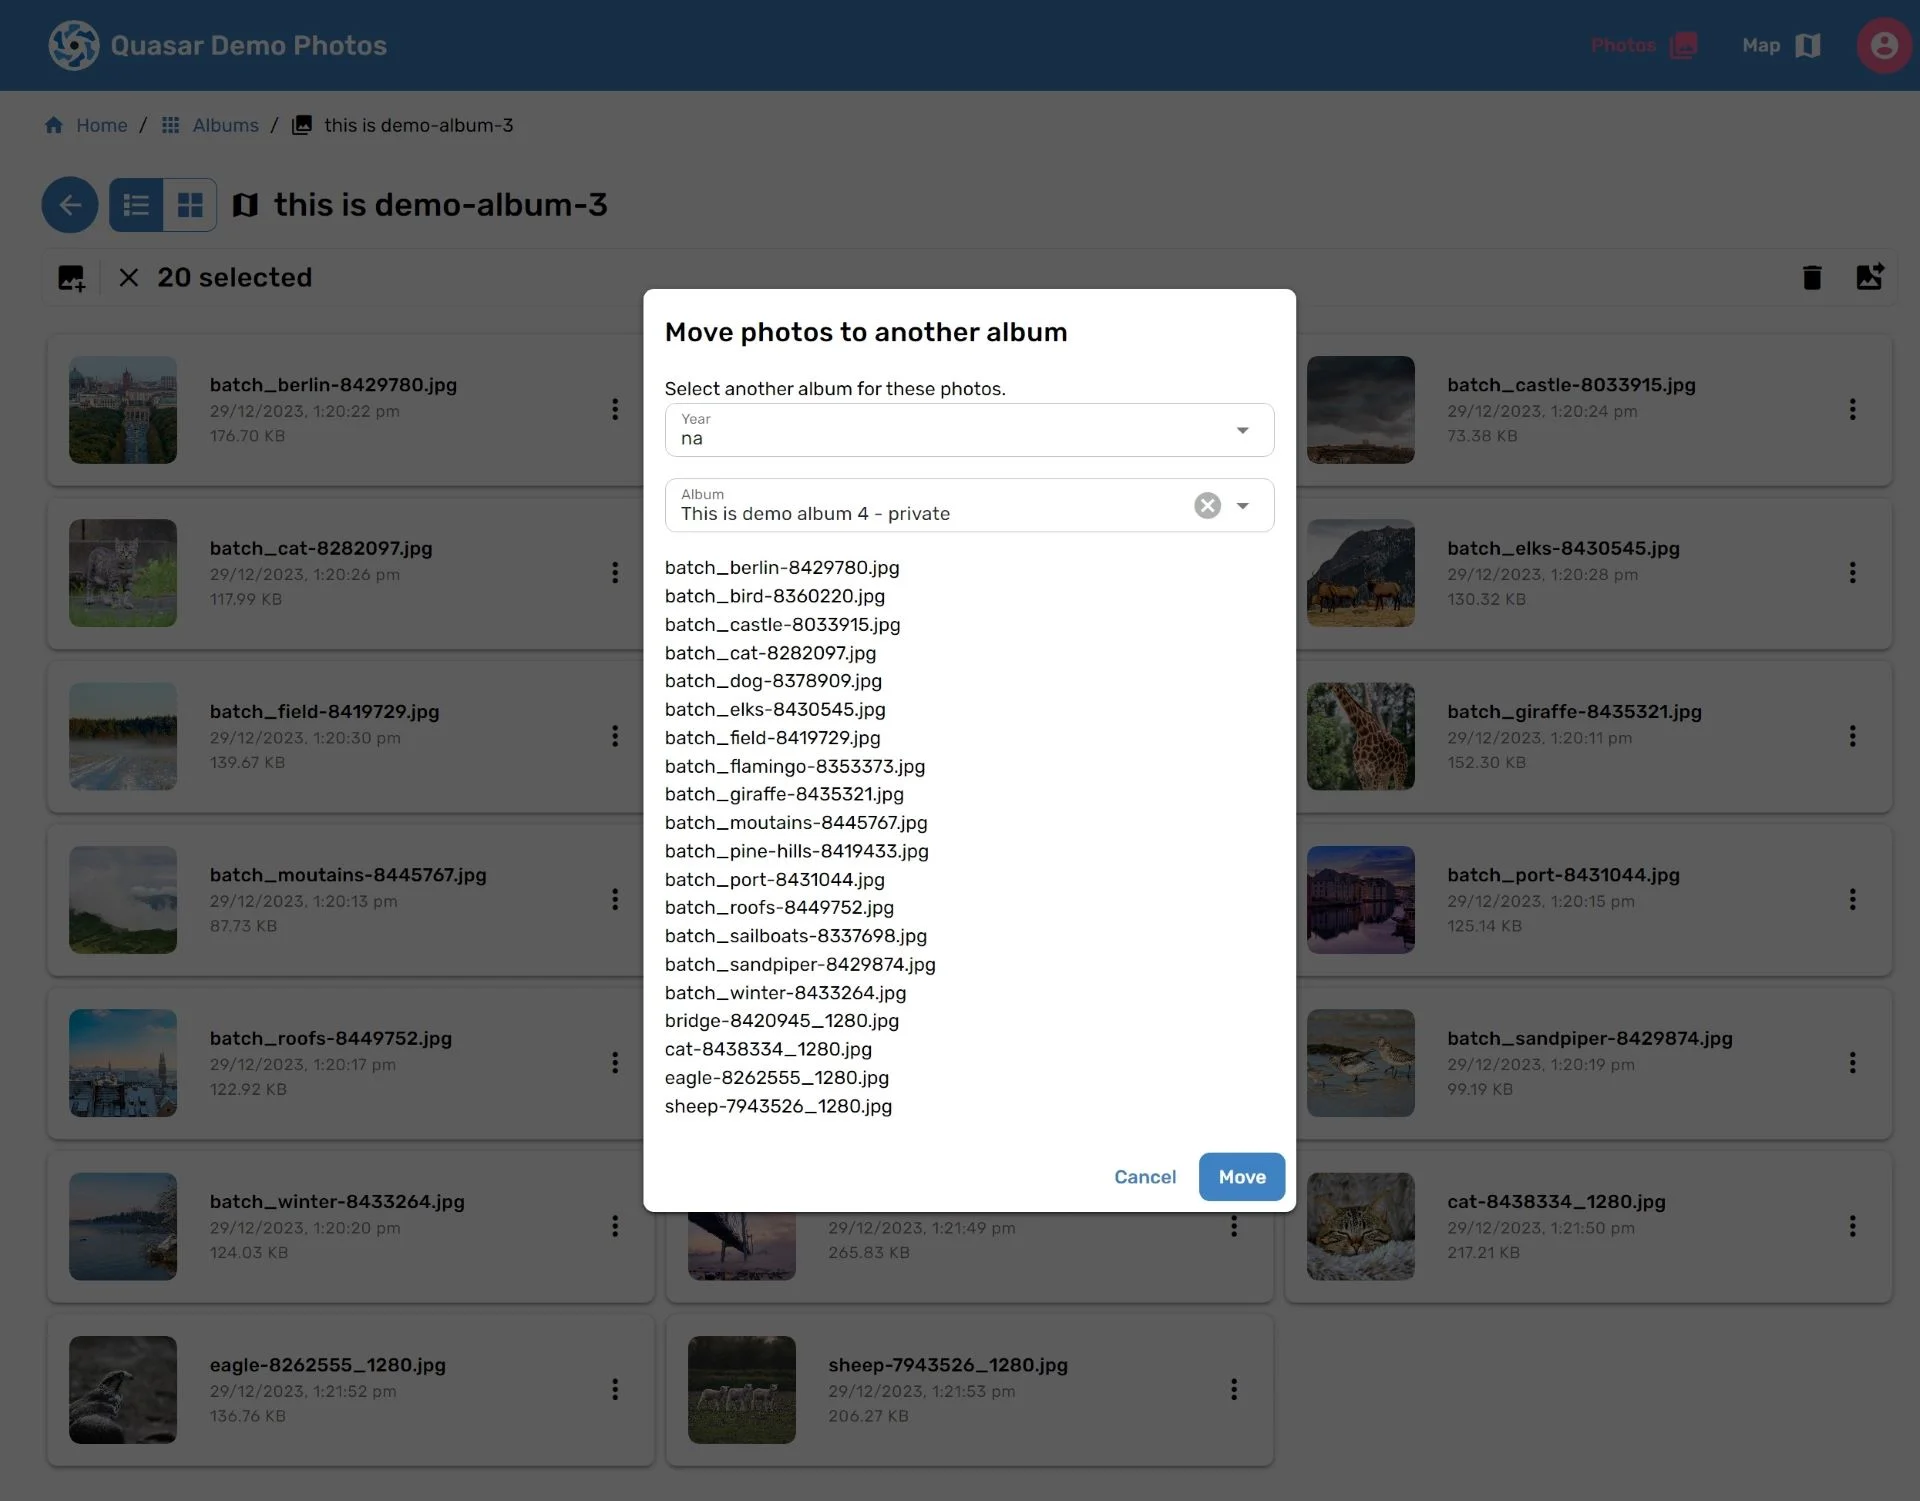 Quasar Demo Photos
Photos
Map
Home / Albums / this is demo-album-3
this is demo-album-3
20 selected
batch_berlin-8429780.jpg
29/12/2023, 1:20:22 pm
176.70 KB
batch_castle-8033915.jpg
29/12/2023, 1:20:24 pm
73.38 KB
batch_cat-8282097.jpg
29/12/2023, 1:20:26 pm
117.99 KB
batch_elks-8430545.jpg
29/12/2023, 1:20:28 pm
130.32 KB
batch_field-8419729.jpg
29/12/2023, 1:20:30 pm
139.67 KB
batch_giraffe-8435321.jpg
29/12/2023, 1:20:11 pm
152.30 KB
batch_moutains-8445767.jpg
29/12/2023, 1:20:13 pm
87.73 KB
batch_port-8431044.jpg
29/12/2023, 1:20:15 pm
125.14 KB
batch_roofs-8449752.jpg
29/12/2023, 1:20:17 pm
122.92 KB
batch_sandpiper-8429874.jpg
29/12/2023, 1:20:19 pm
99.19 KB
batch_winter-8433264.jpg
29/12/2023, 1:20:20 pm
124.03 KB
29/12/2023, 1:21:49 pm
265.83 KB
cat-8438334_1280.jpg
29/12/2023, 1:21:50 pm
217.21 KB
eagle-8262555_1280.jpg
29/12/2023, 1:21:52 pm
136.76 KB
sheep-7943526_1280.jpg
29/12/2023, 1:21:53 pm
206.27 KB
Move photos to another album
Select another album for these photos.
Year
na
Album
This is demo album 4 - private
batch_berlin-8429780.jpg
batch_bird-8360220.jpg
batch_castle-8033915.jpg
batch_cat-8282097.jpg
batch_dog-8378909.jpg
batch_elks-8430545.jpg
batch_field-8419729.jpg
batch_flamingo-8353373.jpg
batch_giraffe-8435321.jpg
batch_moutains-8445767.jpg
batch_pine-hills-8419433.jpg
batch_port-8431044.jpg
batch_roofs-8449752.jpg
batch_sailboats-8337698.jpg
batch_sandpiper-8429874.jpg
batch_winter-8433264.jpg
bridge-8420945_1280.jpg
cat-8438334_1280.jpg
eagle-8262555_1280.jpg
sheep-7943526_1280.jpg
Cancel
Move